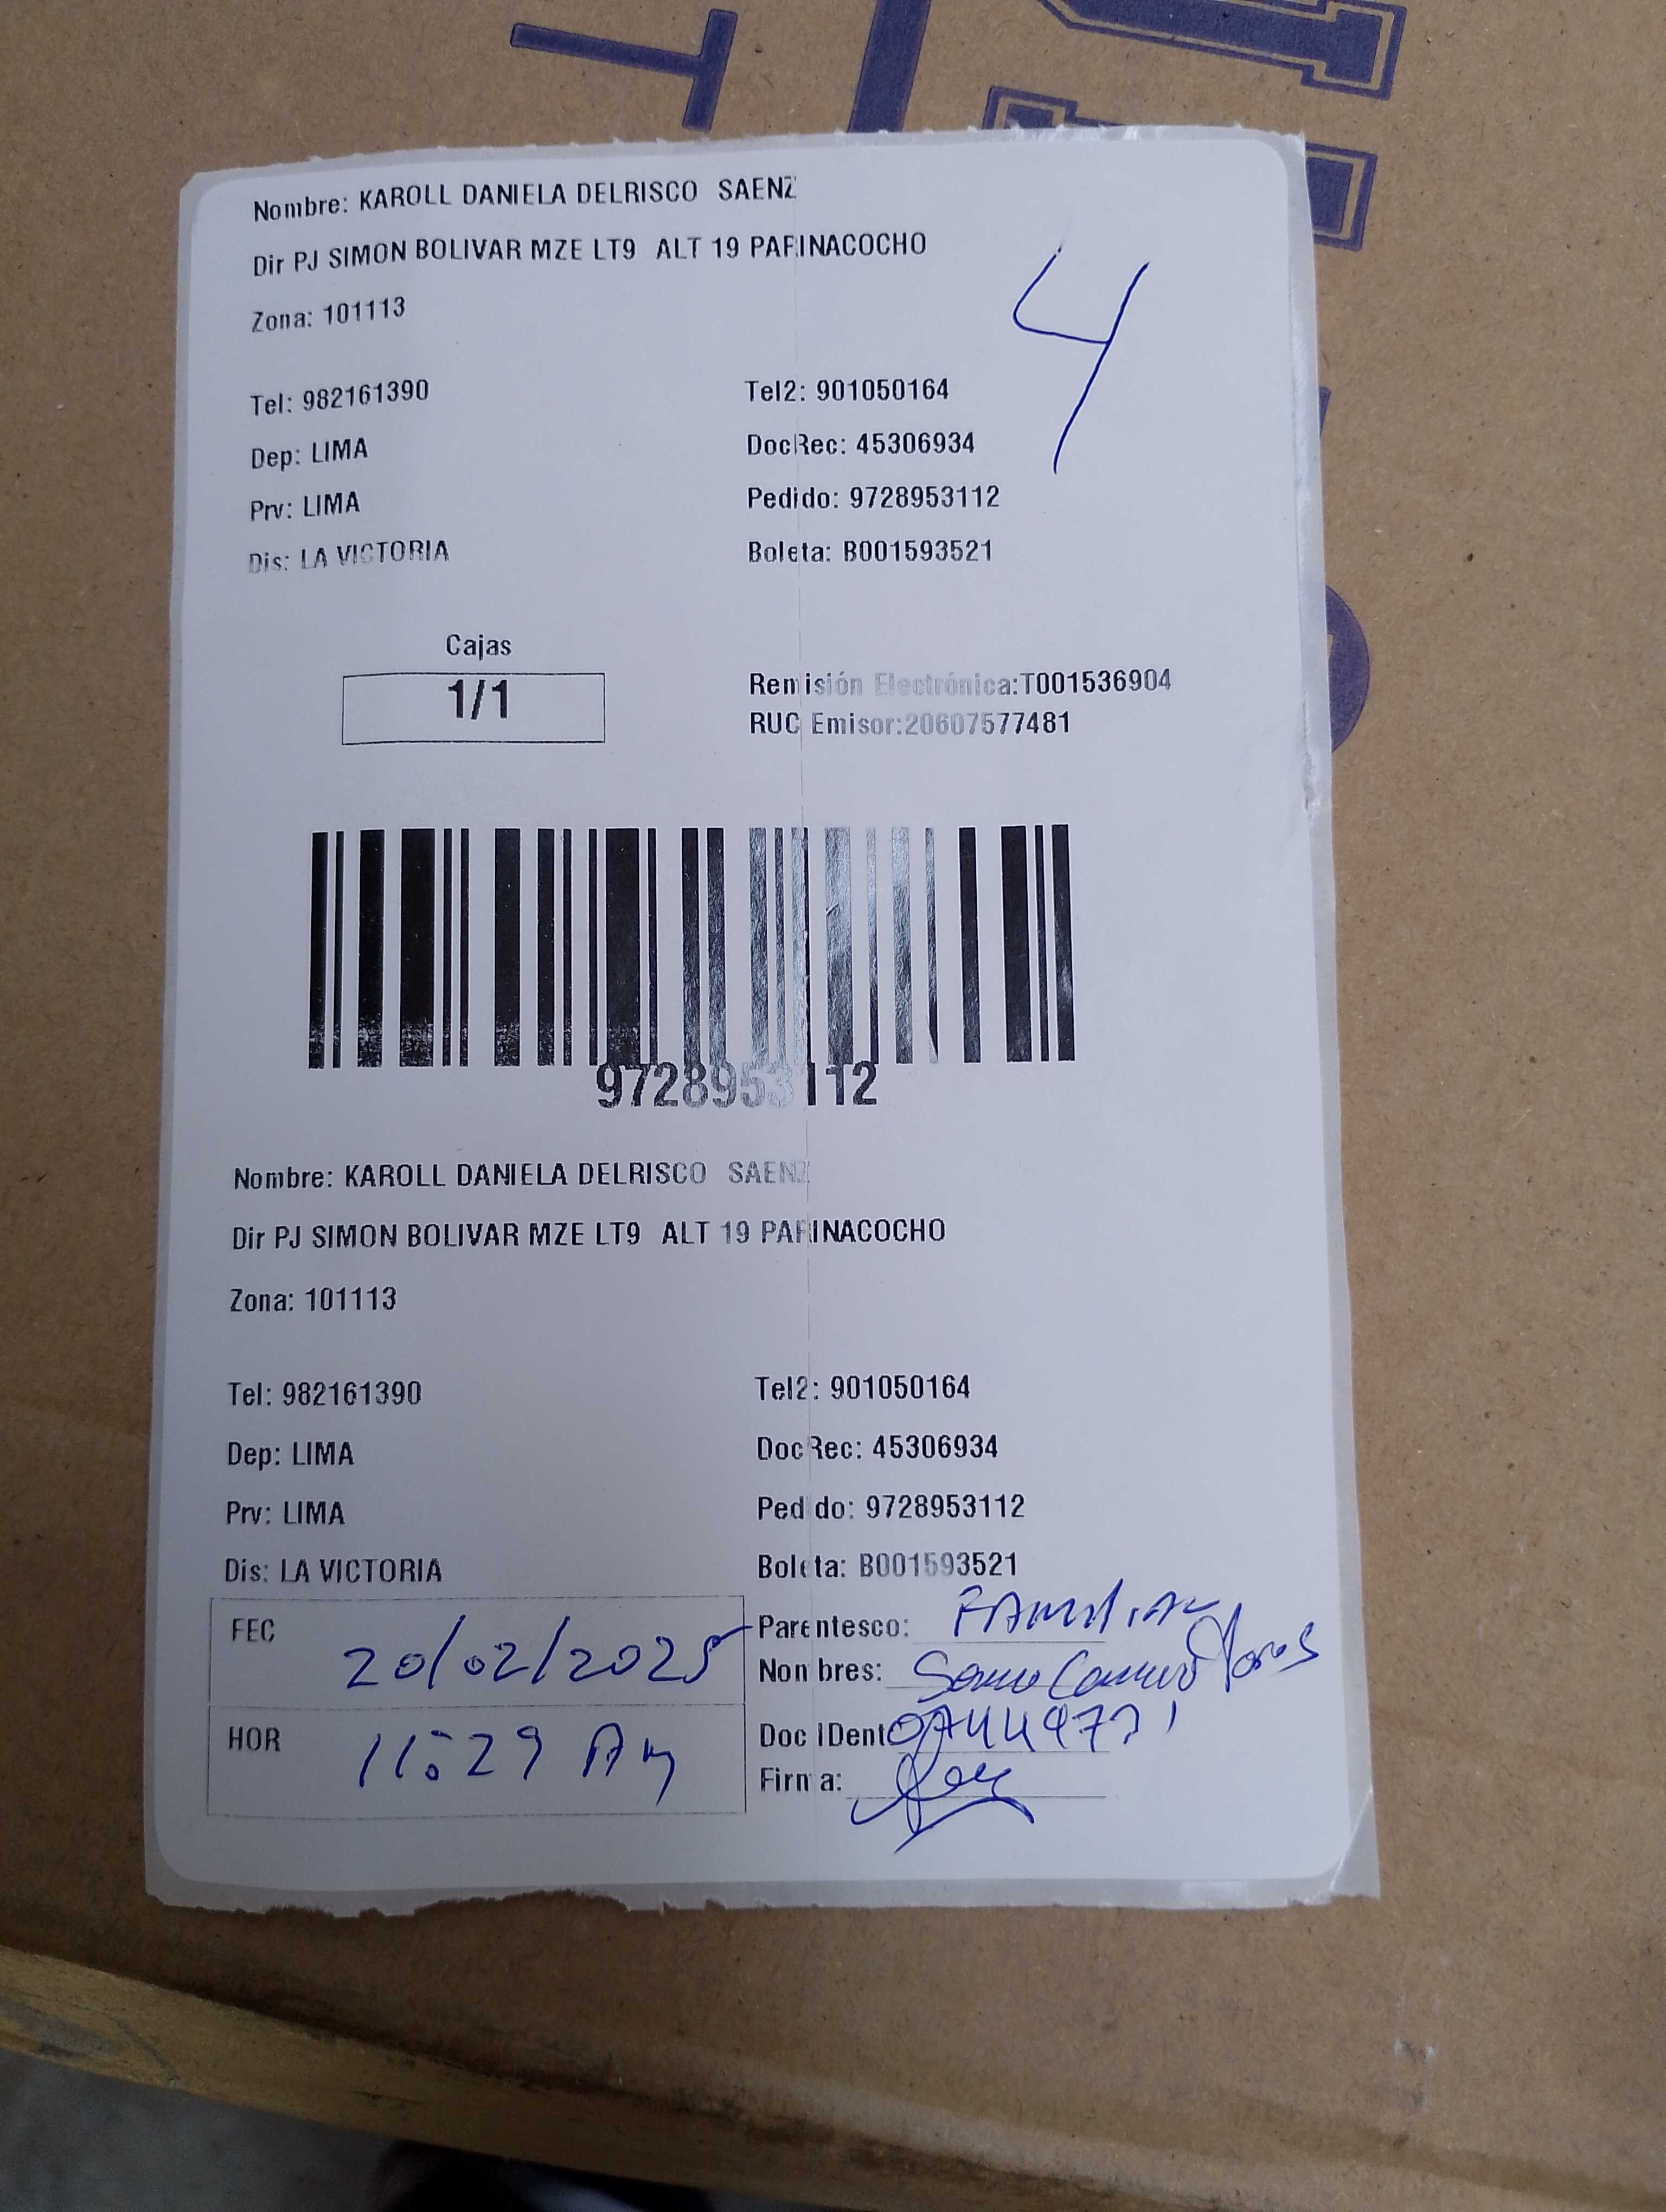 Nombre: KAROLL DANIELA DELRISCO SAENZ
Dir PJ SIMON BOLIVAR MZE LT9 ALT 19 PARINACOCHO
4
Zona: 101113
Tel: 982161390 Tel2: 901050164
Dep: LIMA DocRec: 45306934
Prv: LIMA Pedido: 9728953112
Dis: LA VICTORIA Boleta: B001593521
Cajas
1/1
Remisión Electrónica:T001536904
RUC Emisor:20607577481
9728953112
Nombre: KAROLL DANIELA DELRISCO SAENZ
Dir PJ SIMON BOLIVAR MZE LT9 ALT 19 PARINACOCHO
Zona: 101113
Tel: 982161390 Tel2: 901050164
Dep: LIMA DocRec: 45306934
Prv: LIMA Pedido: 9728953112
Dis: LA VICTORIA Boleta: B001593521
FEC 20/02/2025
Parentesco: FAMILIAR
Nombres: Flores
HOR 11:29 Am
Doc IDent
Firma: